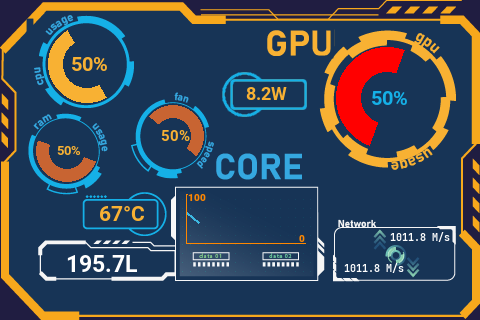 usage
cpu
50%
GPU
gpu
usage
50%
8.2W
ram
usage
50%
fan
speed
50%
CORE
67°C
195.7L
100
0
data 01
data 02
Network
1011.8 M/s
1011.8 M/s